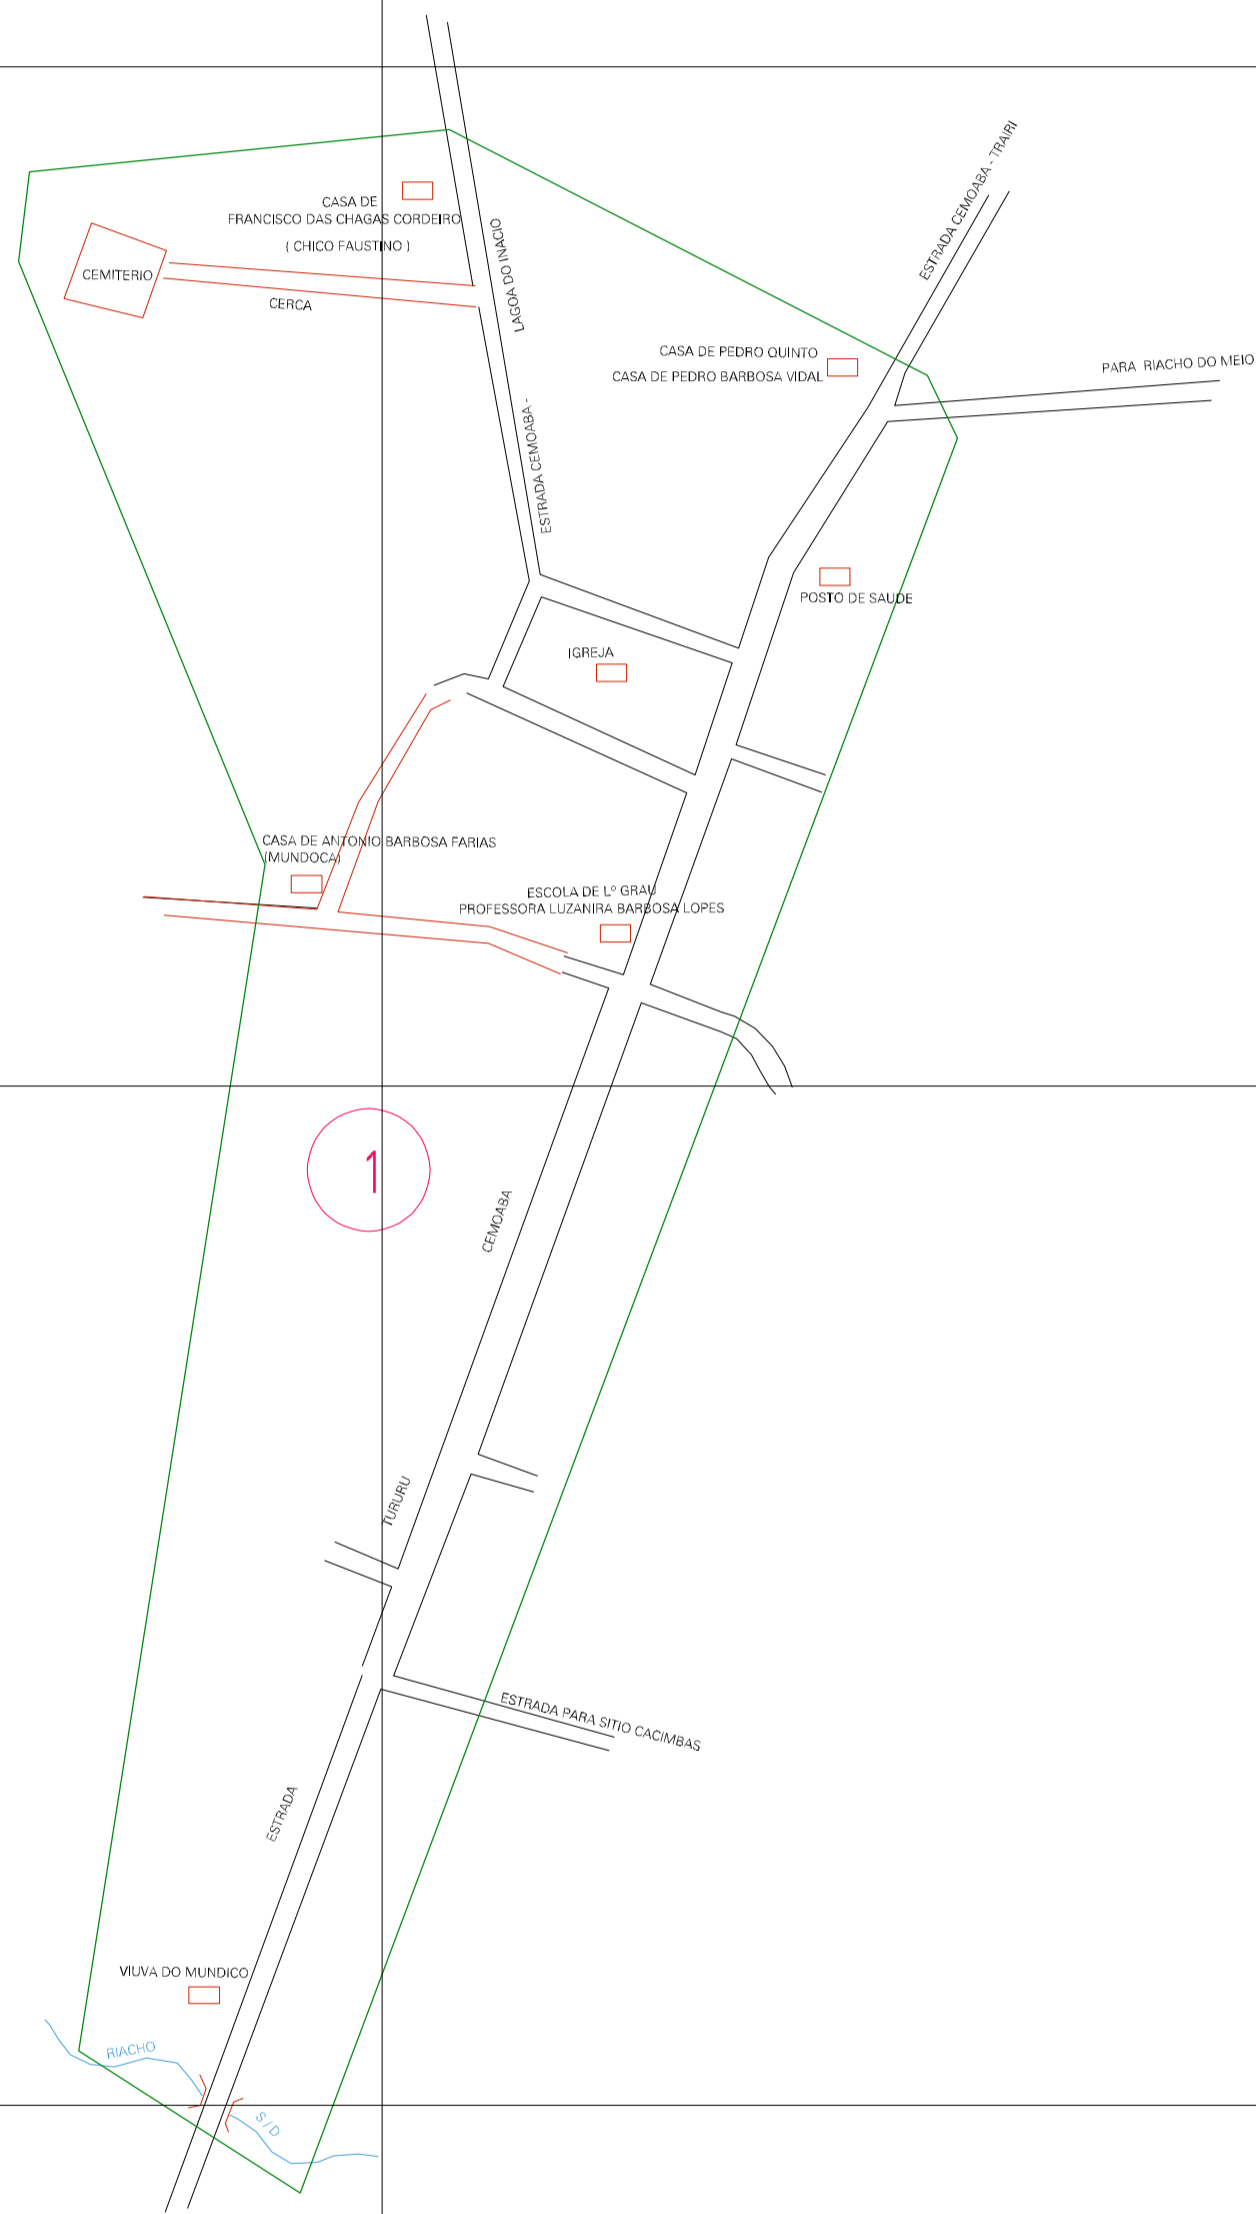 ESTRADA CEMOABA - TRAIRI
CASA DE
FRANCISCO DAS CHAGAS CORDEIRO
( CHICO FAUSTINO )
CEMITERIO
CERCA
LAGOA DO INACIO
ESTRADA CEMOABA -
CASA DE PEDRO QUINTO
CASA DE PEDRO BARBOSA VIDAL
PARA RIACHO DO MEIO
POSTO DE SAUDE
IGREJA
CASA DE ANTONIO BARBOSA FARIAS
(MUNDOCA)
ESCOLA DE Lº GRAU
PROFESSORA LUZANIRA BARBOSA LOPES
1
CEMOABA
TURURU
ESTRADA PARA SITIO CACIMBAS
ESTRADA
VIUVA DO MUNDICO
RIACHO
S/D